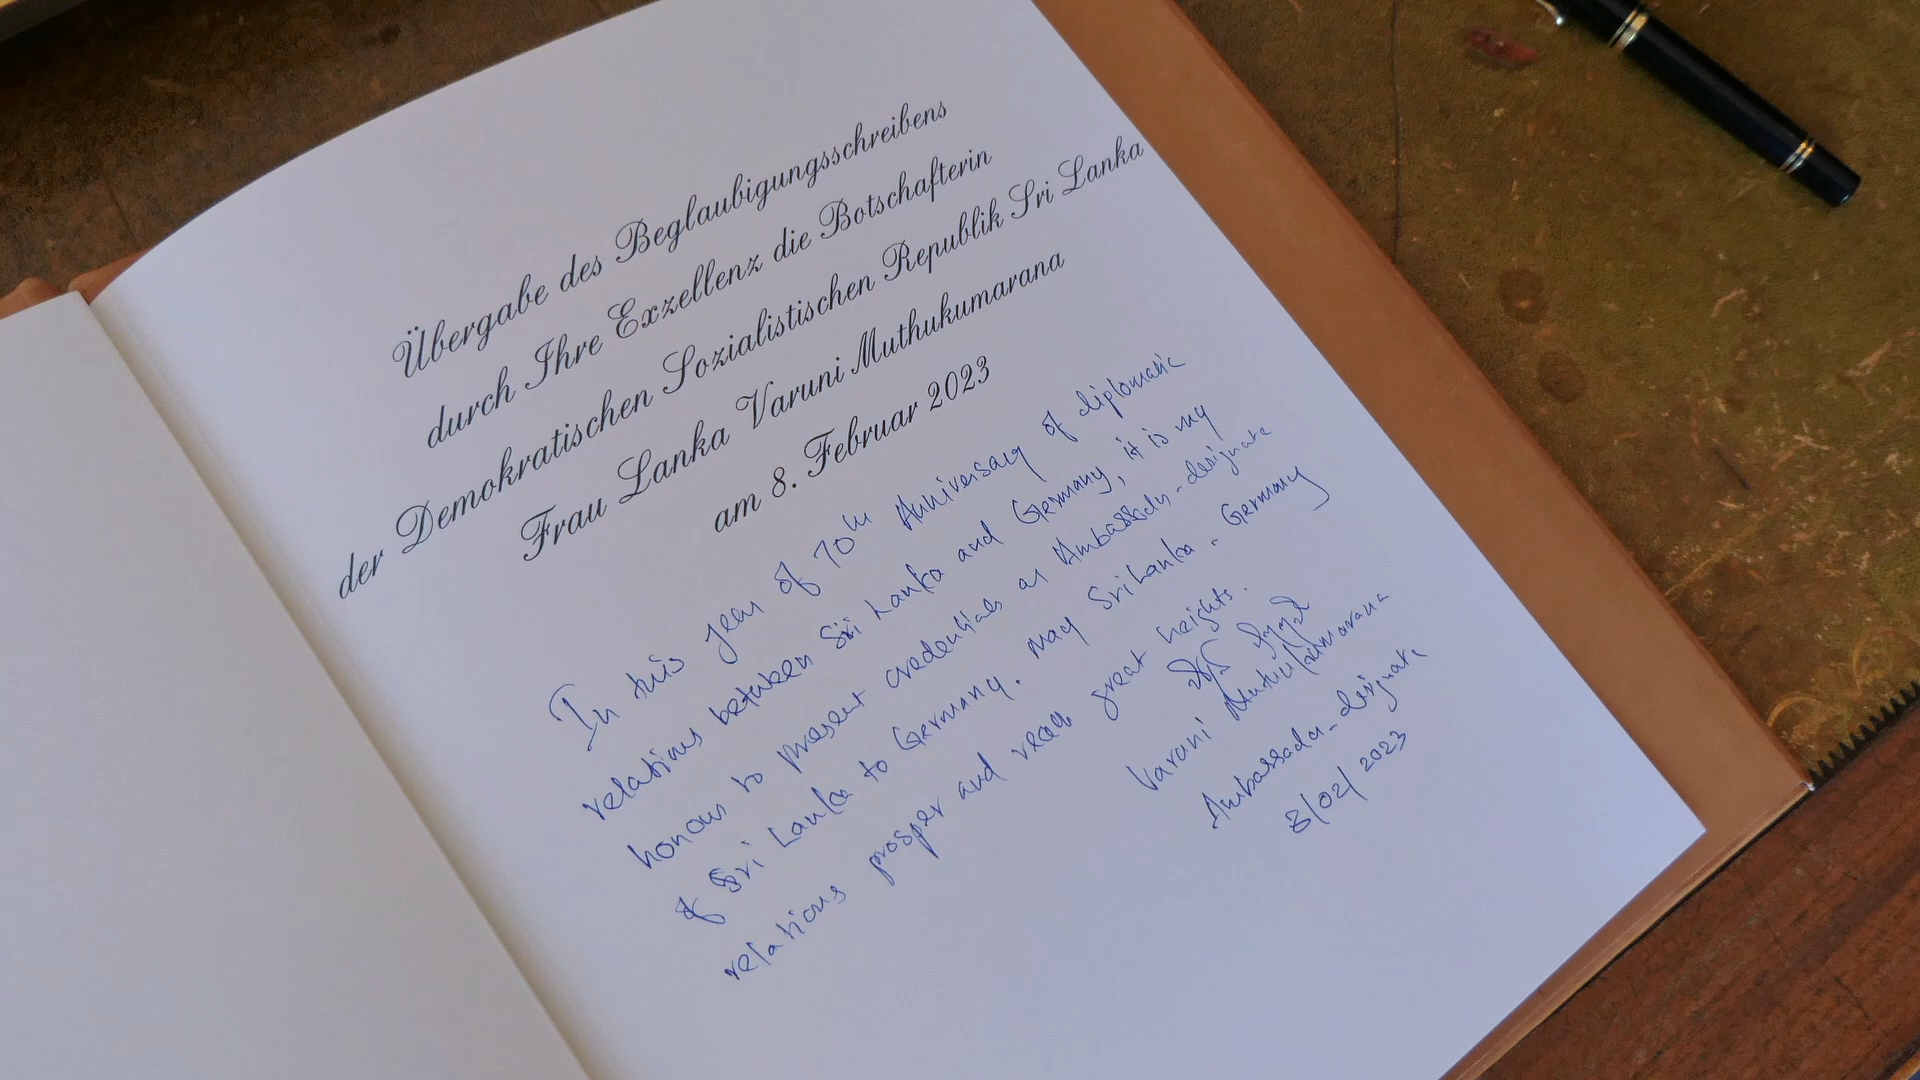 Übergabe des Beglaubigungsschreibens
durch Ihre Exzellenz die Botschafterin
der Demokratischen Sozialistischen Republik Sri Lanka
Frau Lanka Varuni Muthukumarana
am 8. Februar 2023
In this year of 70th Anniversary of diplomatic
relations between Sri Lanka and Germany, it is my
honour to present credentials as Ambassador-designate
of Sri Lanka to Germany. May Sri Lanka - Germany
relations prosper and reach great heights.
Varuni Muthukumarana
Ambassador-designate
8/02/2023